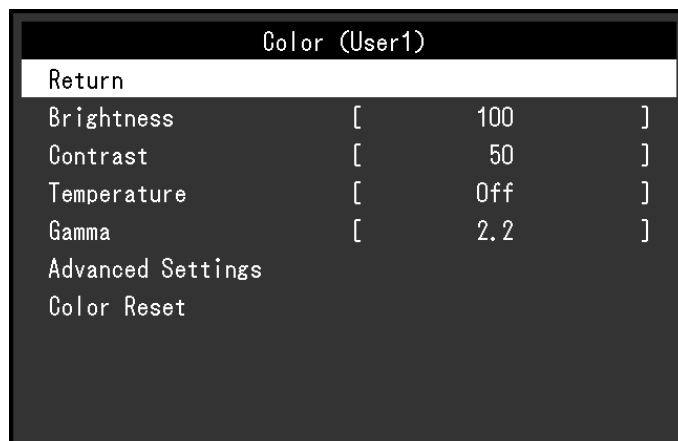 Color (User1)
Return
Brightness [ 100 ]
Contrast [ 50 ]
Temperature [ Off ]
Gamma [ 2.2 ]
Advanced Settings
Color Reset